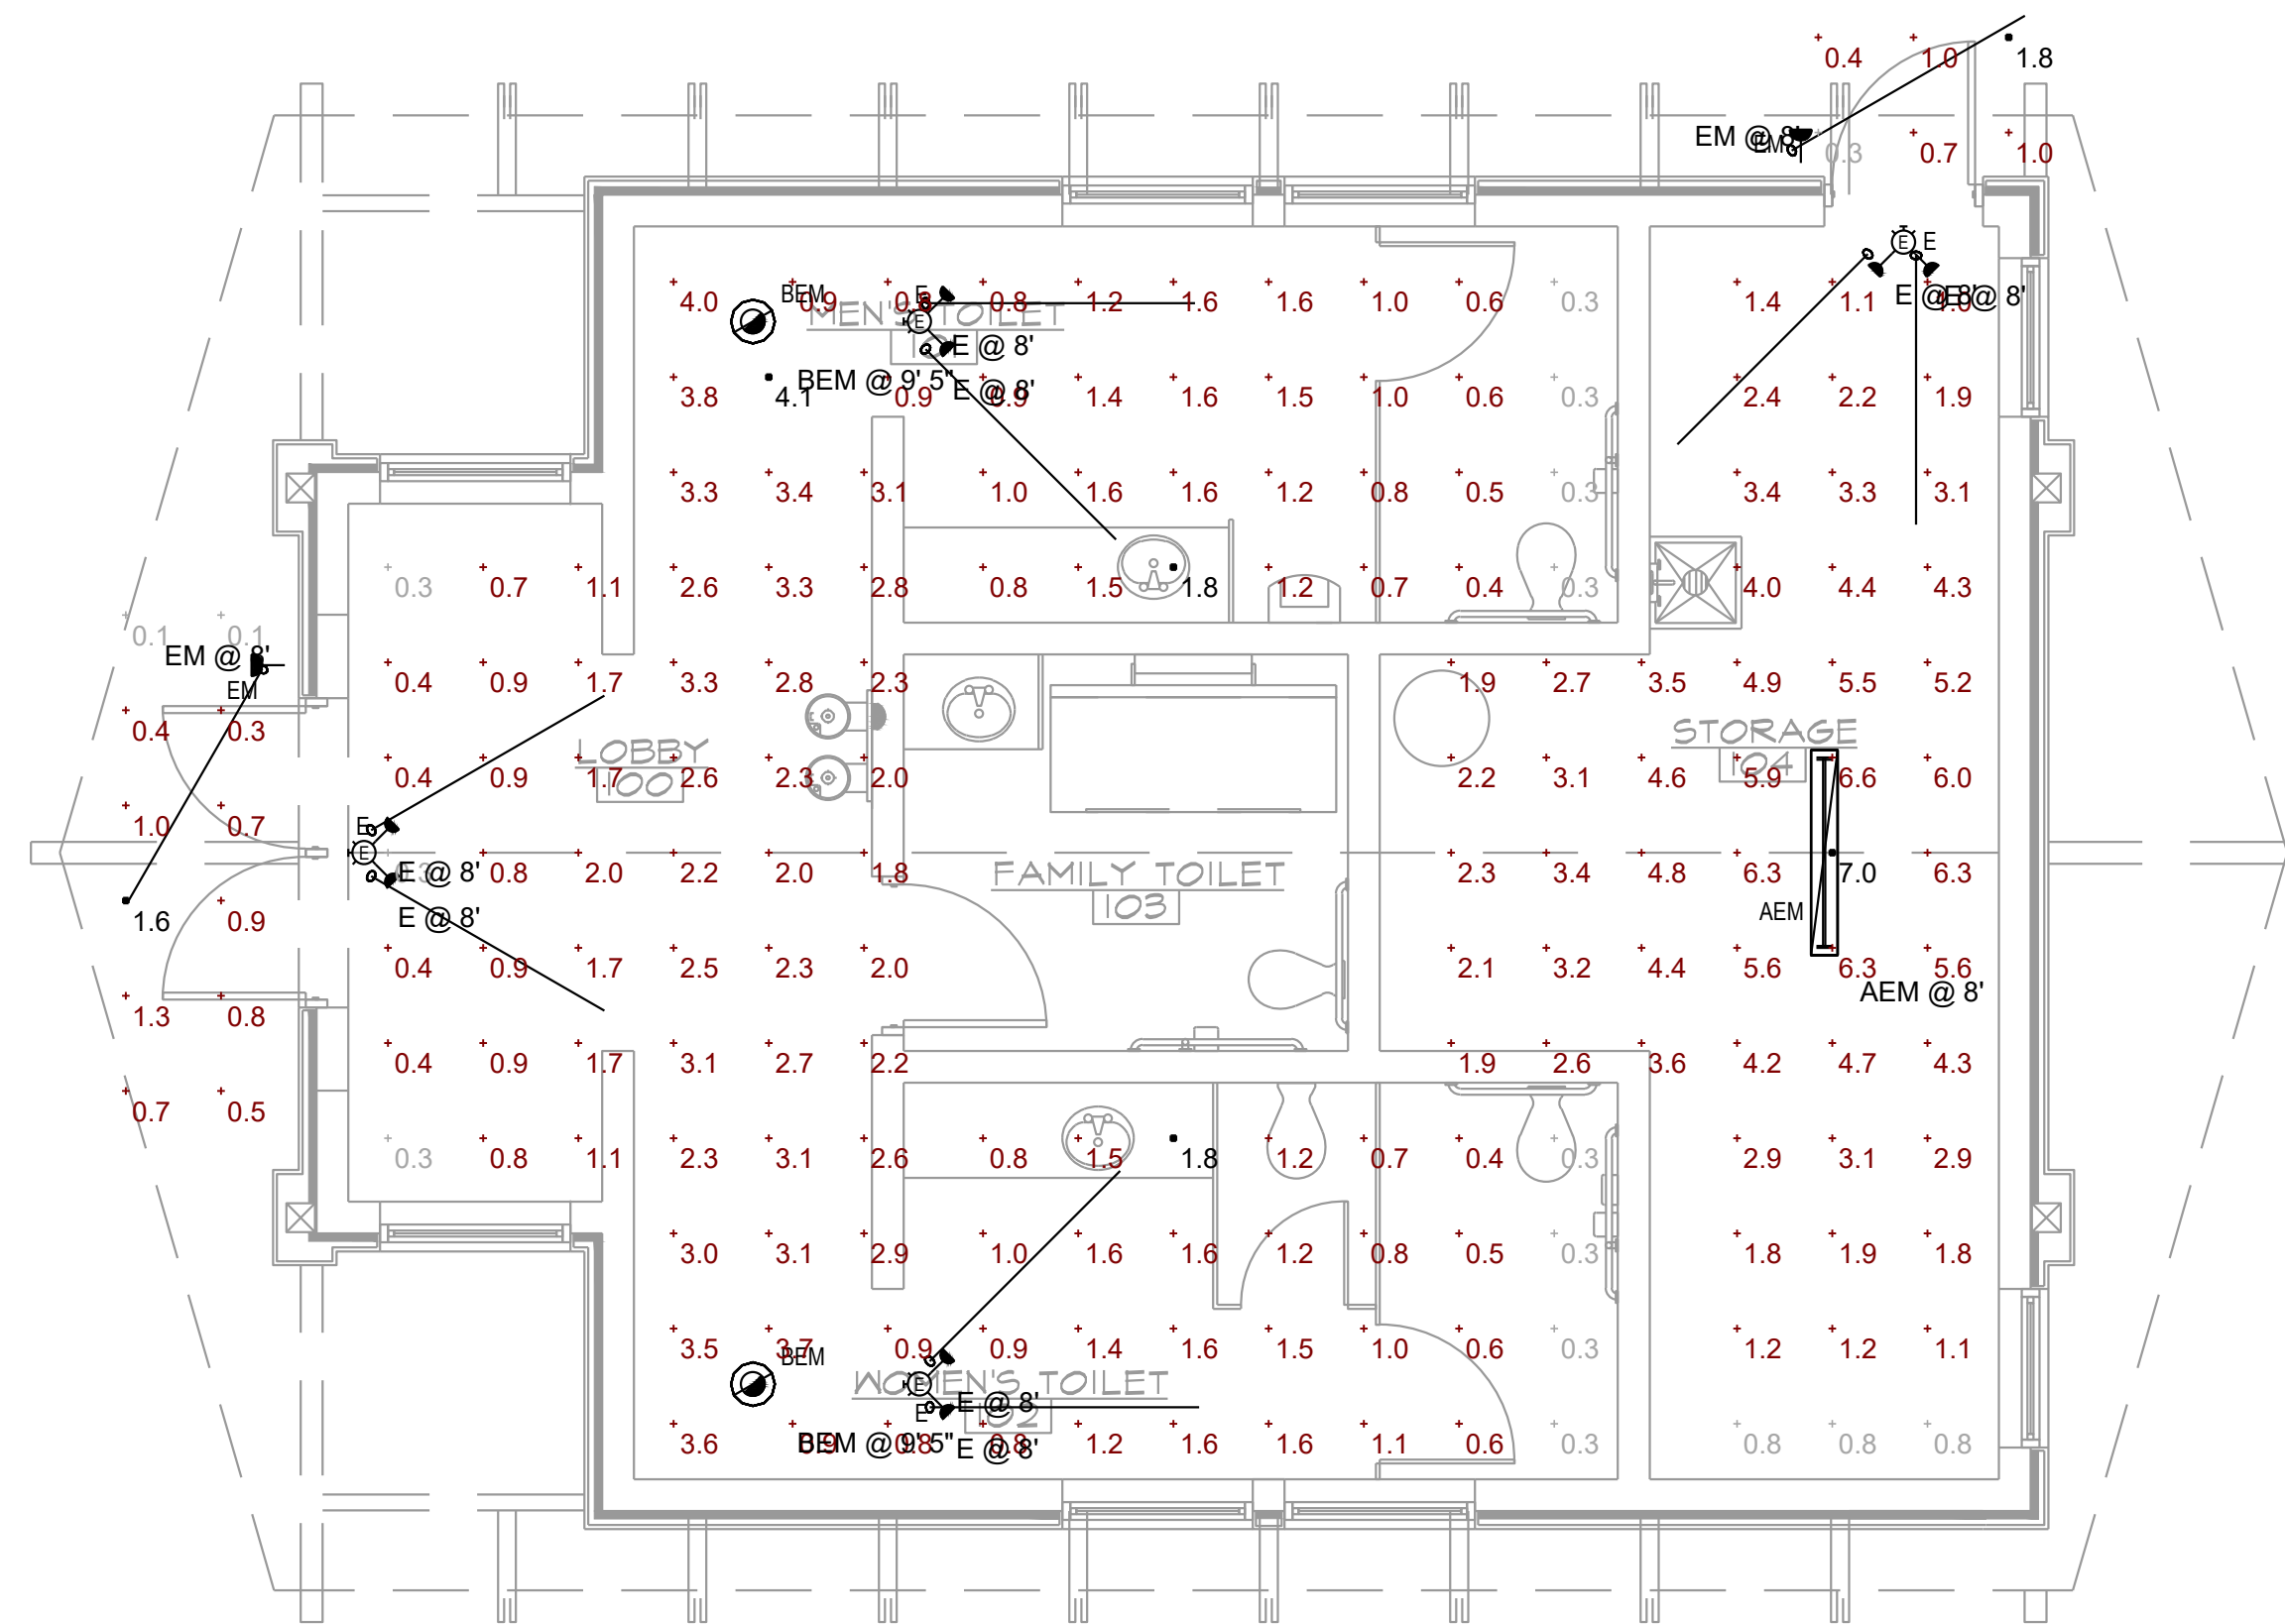 0.4 1.0 1.8
EM @ 8'
EM 0.3 0.7 1.0
E E
E @ 8' E @ 8'
4.0 BEM 0.9 0.8 E 0.8 1.2 1.6 1.6 1.0 0.6 0.3 1.4 1.1 1.0
MEN'S TOILET
E
101
E @ 8'
BEM @ 9' 5" E @ 8'
3.8 4.1 0.9 0.9 1.4 1.6 1.5 1.0 0.6 0.3 2.4 2.2 1.9
3.3 3.4 3.1 1.0 1.6 1.6 1.2 0.8 0.5 0.3 3.4 3.3 3.1
0.3 0.7 1.1 2.6 3.3 2.8 0.8 1.5 1.8 1.2 0.7 0.4 0.3 4.0 4.4 4.3
0.1 0.1
EM @ 8'
EM
0.4 0.9 1.7 3.3 2.8 2.3 1.9 2.7 3.5 4.9 5.5 5.2
0.4 0.3
STORAGE
104
LOBBY
100
0.4 0.9 1.7 2.6 2.3 2.0 2.2 3.1 4.6 5.9 6.6 6.0
1.0 0.7
E
E
E @ 8'
0.3 0.8 2.0 2.2 2.0 1.8 2.3 3.4 4.8 6.3 7.0 6.3
FAMILY TOILET
103
AEM
1.6 0.9
E @ 8'
0.4 0.9 1.7 2.5 2.3 2.0 2.1 3.2 4.4 5.6 6.3 5.6
AEM @ 8'
1.3 0.8
0.4 0.9 1.7 3.1 2.7 2.2 1.9 2.6 3.6 4.2 4.7 4.3
0.7 0.5
0.3 0.8 1.1 2.3 3.1 2.6 0.8 1.5 1.8 1.2 0.7 0.4 0.3 2.9 3.1 2.9
3.0 3.1 2.9 1.0 1.6 1.6 1.2 0.8 0.5 0.3 1.8 1.9 1.8
3.5 3.7 0.9 0.9 1.4 1.6 1.5 1.0 0.6 0.3 1.2 1.2 1.1
BEM
WOMEN'S TOILET
E
102
E
E @ 8'
BEM @ 9' 5" E @ 8'
3.6 0.9 0.8 0.8 1.2 1.6 1.6 1.1 0.6 0.3 0.8 0.8 0.8